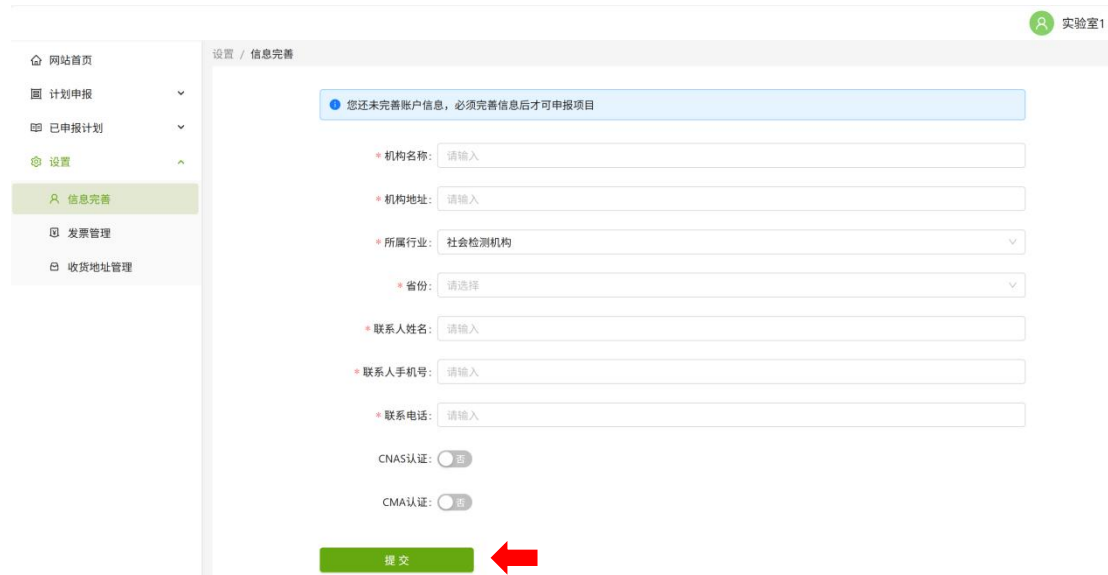 实验室1
网站首页
计划申报
已申报计划
设置
信息完善
发票管理
收货地址管理
设置 / 信息完善
您还未完善账户信息，必须完善信息后才可申报项目
* 机构名称: 请输入
* 机构地址: 请输入
* 所属行业: 社会检测机构
* 省份: 请选择
* 联系人姓名: 请输入
* 联系人手机号: 请输入
* 联系电话: 请输入
CNAS认证: 否
CMA认证: 否
提 交